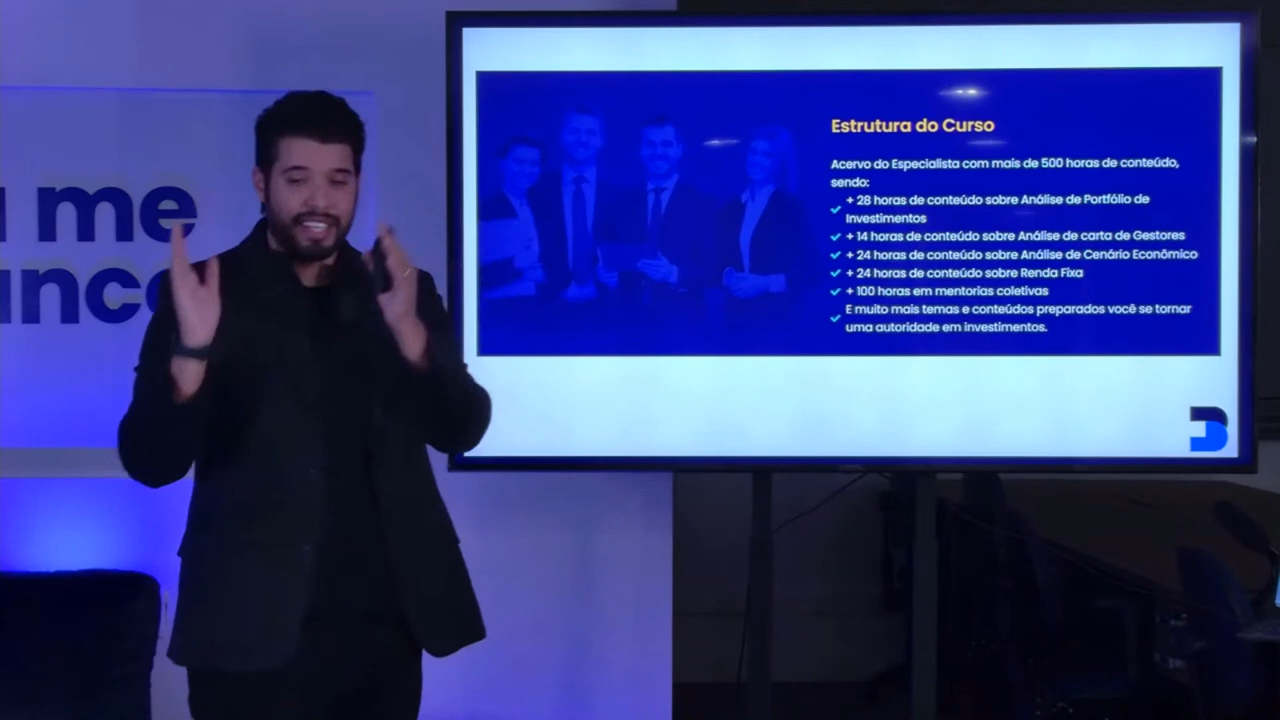 me
Estrutura do Curso
Acervo do Especialista com mais de 500 horas de conteúdo,
sendo:
+ 28 horas de conteúdo sobre Análise de Portfólio de
Investimentos
+ 14 horas de conteúdo sobre Análise de carta de Gestores
+ 24 horas de conteúdo sobre Análise de Cenário Econômico
+ 24 horas de conteúdo sobre Renda Fixa
+ 100 horas em mentorias coletivas
E muito mais temas e conteúdos preparados você se tornar
uma autoridade em investimentos.